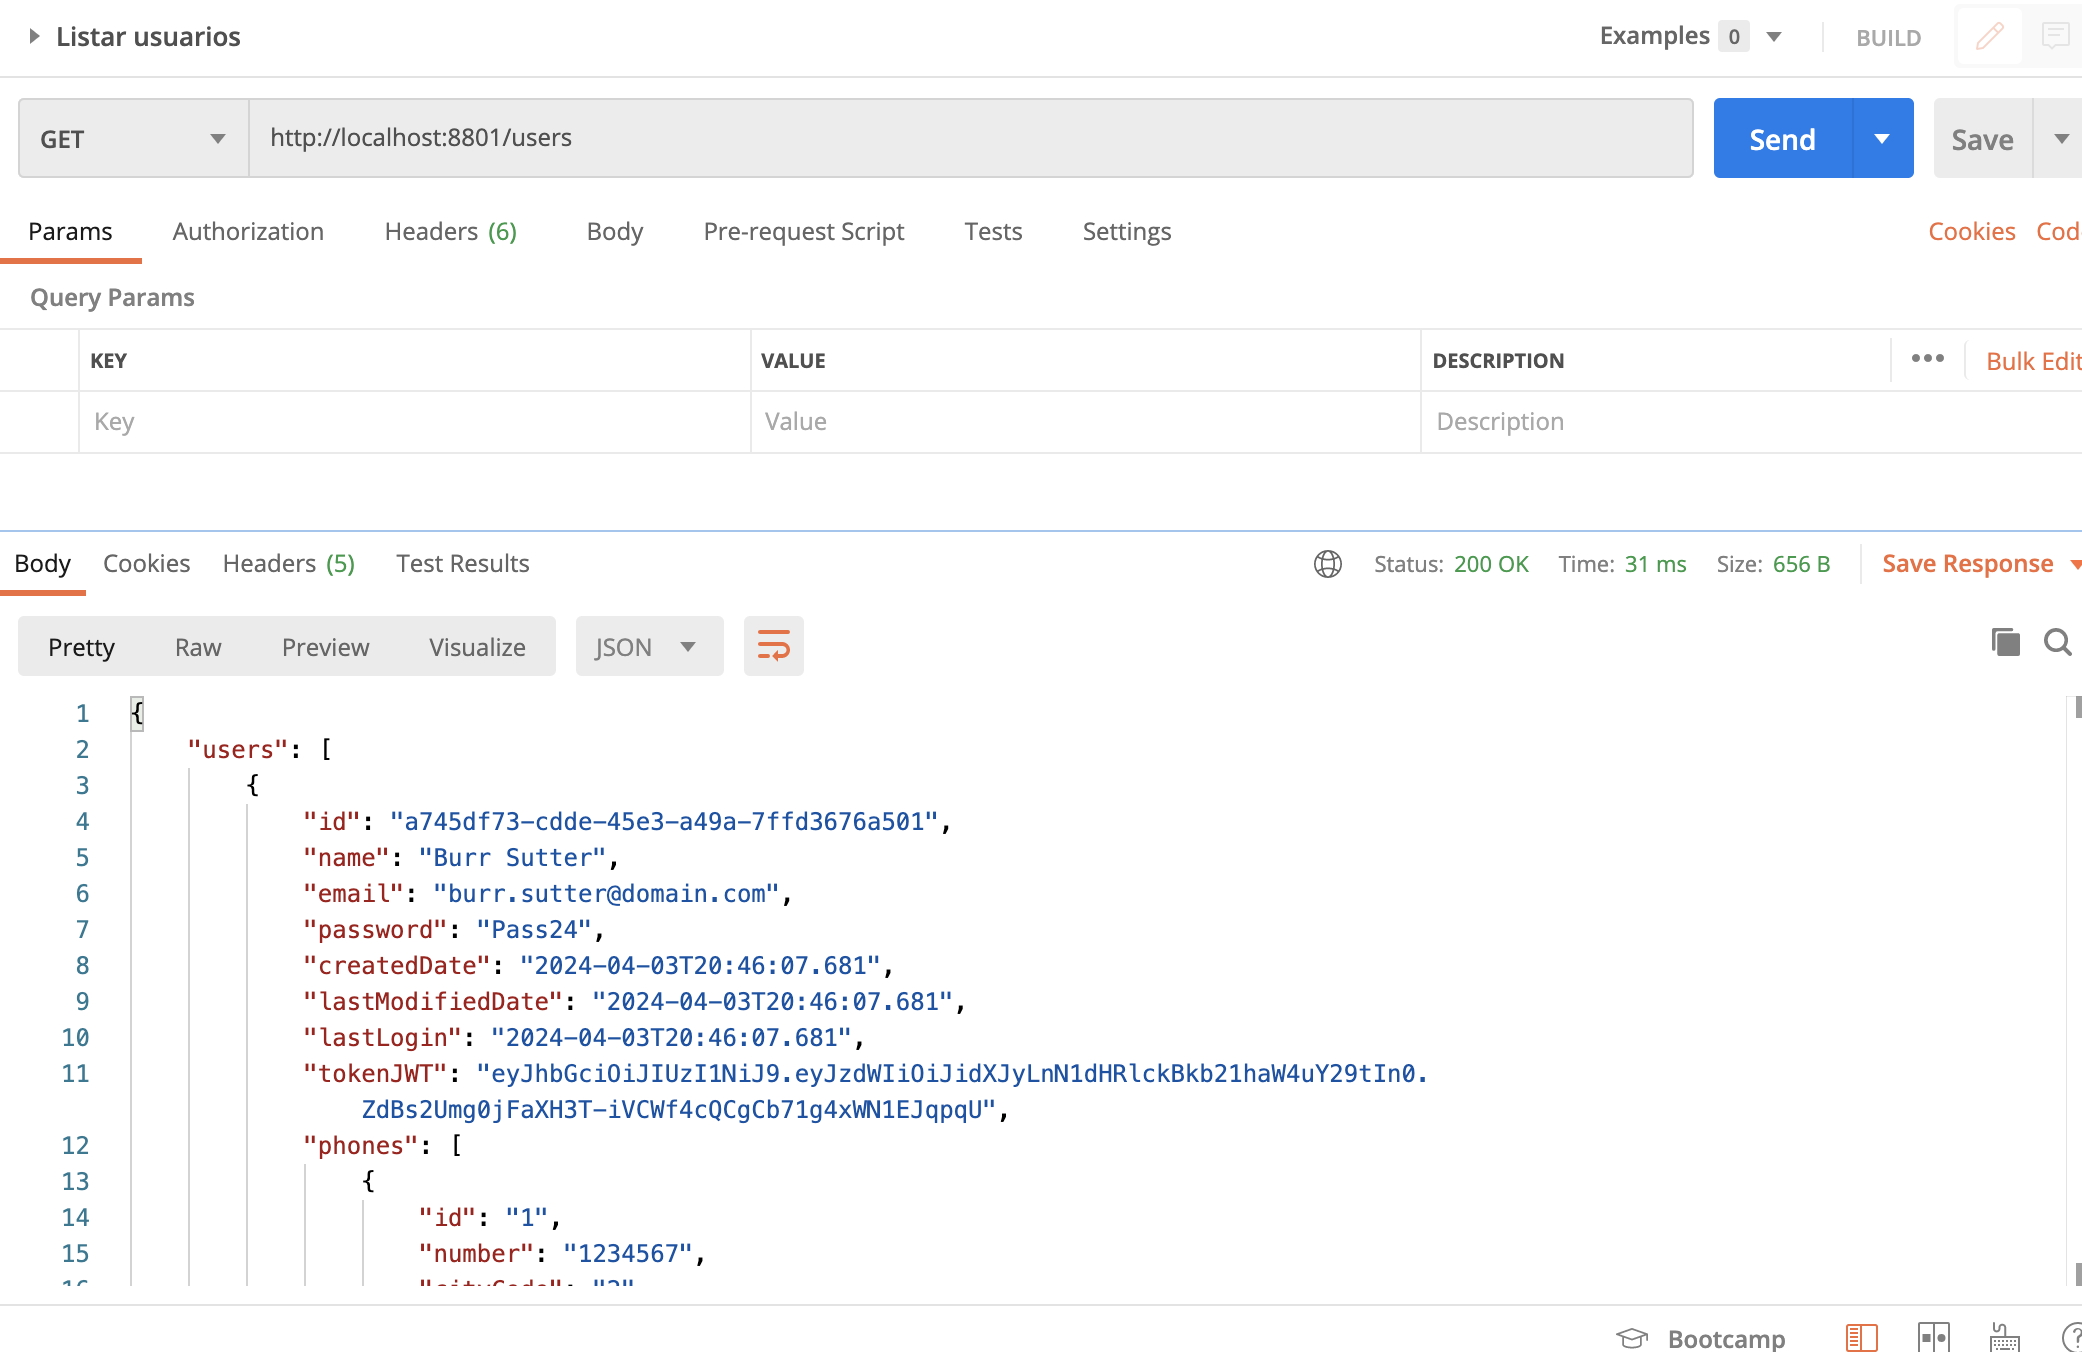 Listar usuarios
Examples 0
BUILD
GET
http://localhost:8801/users
Send
Save
Params Authorization Headers (6) Body Pre-request Script Tests Settings
Cookies
Query Params
KEY VALUE DESCRIPTION
Bulk Edit
Key Value Description
Body Cookies Headers (5) Test Results
Status: 200 OK Time: 31 ms Size: 656 B
Save Response
Pretty Raw Preview Visualize
JSON
1 {
2 "users": [
3 {
4 "id": "a745df73-cdde-45e3-a49a-7ffd3676a501",
5 "name": "Burr Sutter",
6 "email": "burr.sutter@domain.com",
7 "password": "Pass24",
8 "createdDate": "2024-04-03T20:46:07.681",
9 "lastModifiedDate": "2024-04-03T20:46:07.681",
10 "lastLogin": "2024-04-03T20:46:07.681",
11 "tokenJWT": "eyJhbGciOiJIUzI1NiJ9.eyJzdWIiOiJidXJyLnN1dHRlckBkb21haW4uY29tIn0.
ZdBs2Umg0jFaXH3T-iVCWf4cQCgCb71g4xWN1EJqpqU",
12 "phones": [
13 {
14 "id": "1",
15 "number": "1234567",
Bootcamp